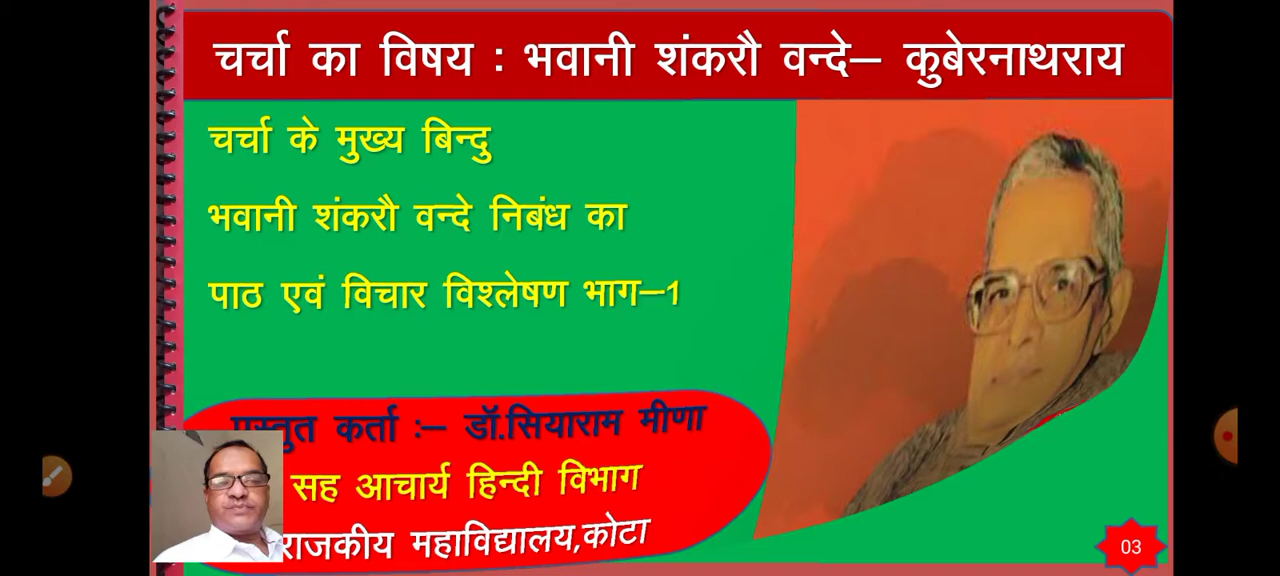 चर्चा का विषय : भवानी शंकरौ वन्दे– कुबेरनाथराय
चर्चा के मुख्य बिन्दु
भवानी शंकरौ वन्दे निबंध का
पाठ एवं विचार विश्लेषण भाग–1
प्रस्तुत कर्ता :– डॉ.सियाराम मीणा
सह आचार्य हिन्दी विभाग
राजकीय महाविद्यालय,कोटा
03